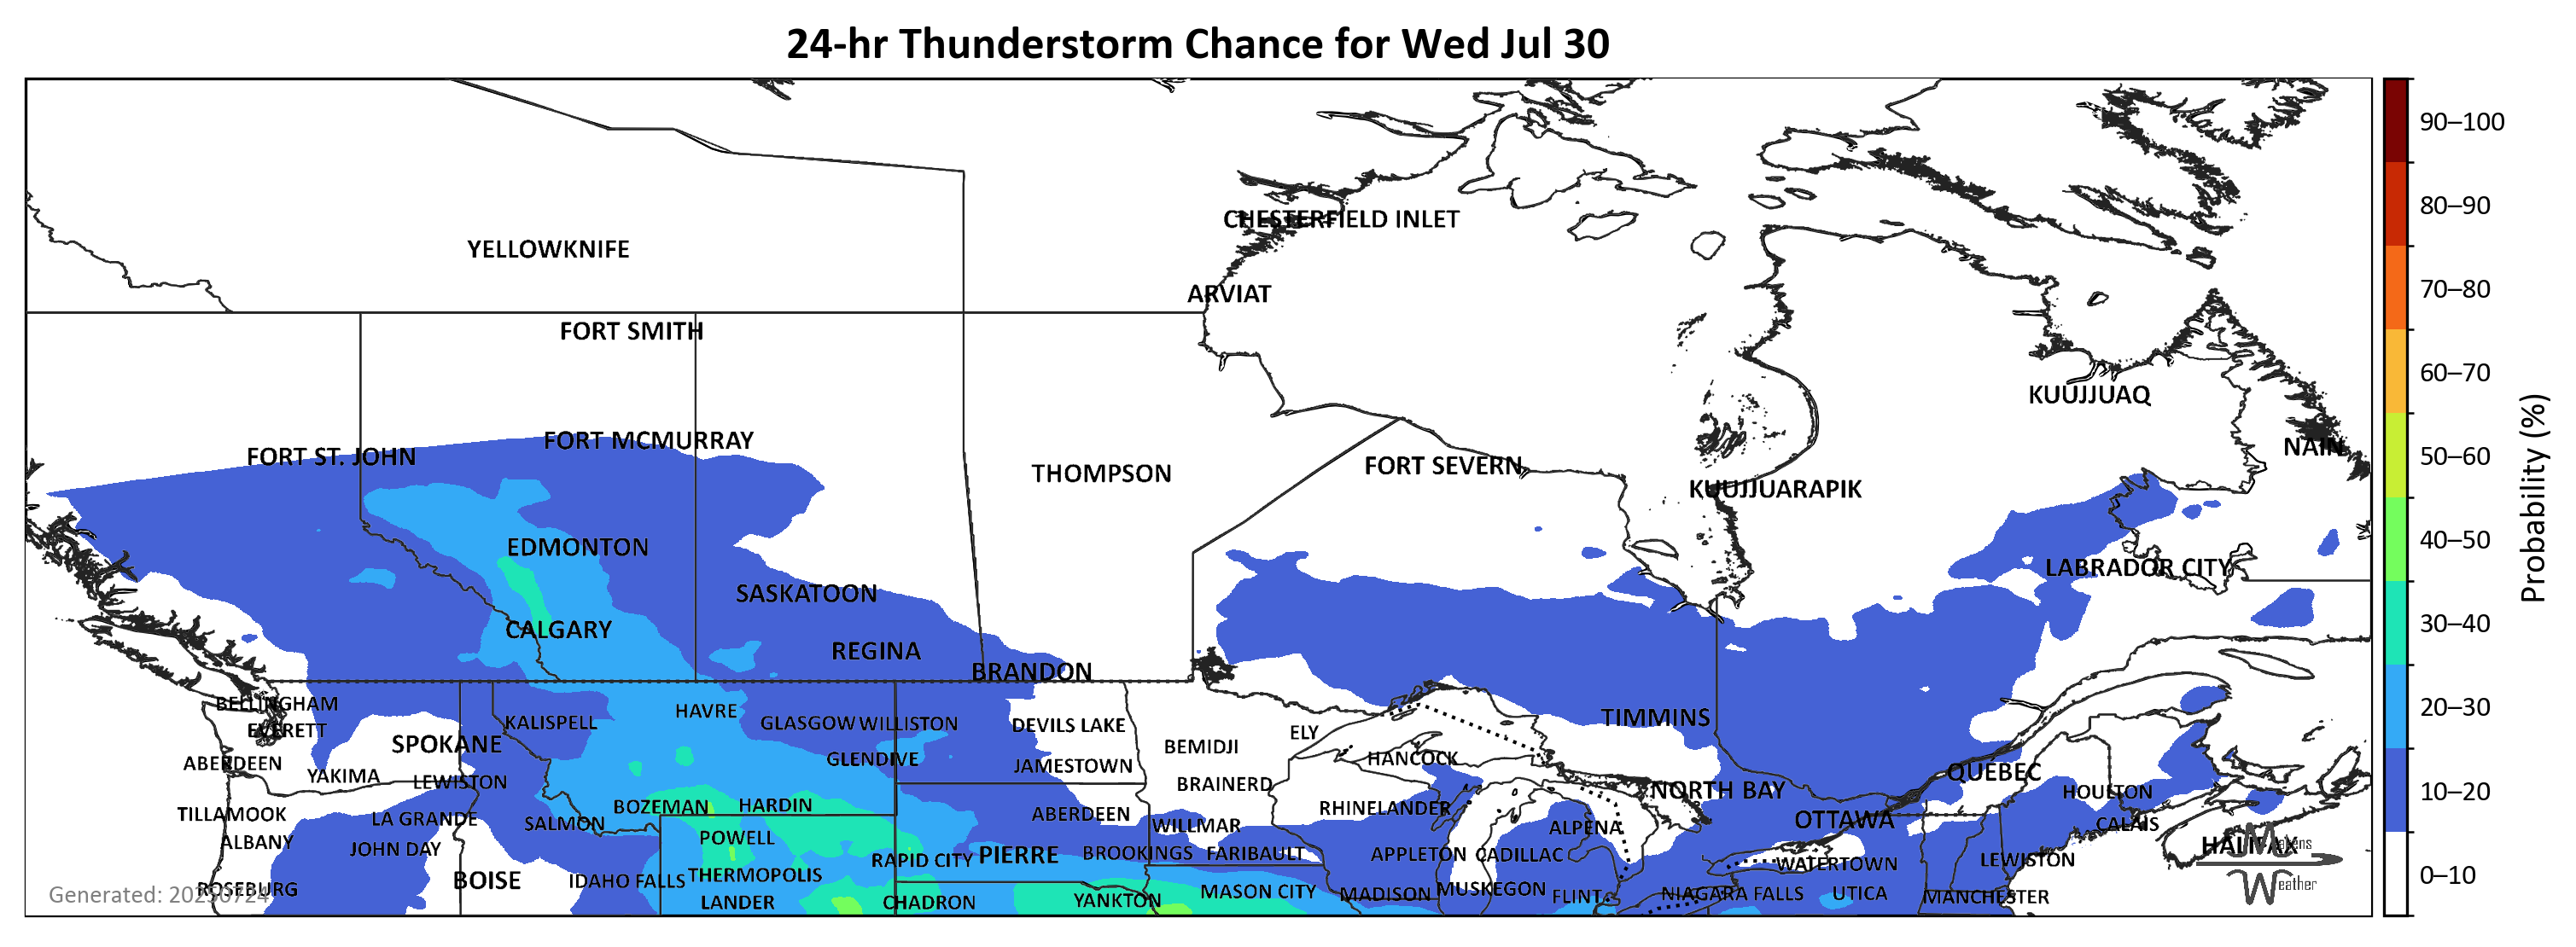 24-hr Thunderstorm Chance for Wed Jul 30
90–100
80–90
70–80
60–70
50–60
40–50
30–40
20–30
10–20
0–10
Probability (%)
CHESTERFIELD INLET
YELLOWKNIFE
ARVIAT
FORT SMITH
KUUJJUAQ
FORT MCMURRAY
NAIN
FORT ST. JOHN
FORT SEVERN
THOMPSON
KUUJJUARAPIK
EDMONTON
LABRADOR CITY
SASKATOON
CALGARY
REGINA
BRANDON
BELLINGHAM
HAVRE
TIMMINS
KALISPELL
GLASGOW
WILLISTON
DEVILS LAKE
EVERETT
ELY
SPOKANE
BEMIDJI
GLENDIVE
HANCOCK
ABERDEEN
JAMESTOWN
QUEBEC
YAKIMA
LEWISTON
BRAINERD
NORTH BAY
HOULTON
BOZEMAN
HARDIN
RHINELANDER
TILLAMOOK
ABERDEEN
LA GRANDE
OTTAWA
SALMON
WILLMAR
ALPENA
CALAIS
POWELL
ALBANY
HALIFAX
Makens
JOHN DAY
BROOKINGS
FARIBAULT
APPLETON
CADILLAC
PIERRE
RAPID CITY
WATERTOWN
LEWISTON
THERMOPOLIS
BOISE
IDAHO FALLS
Weather
ROSEBURG
Generated: 20250724
MASON CITY
MADISON
MUSKEGON
FLINT
NIAGARA FALLS
UTICA
MANCHESTER
LANDER
CHADRON
YANKTON